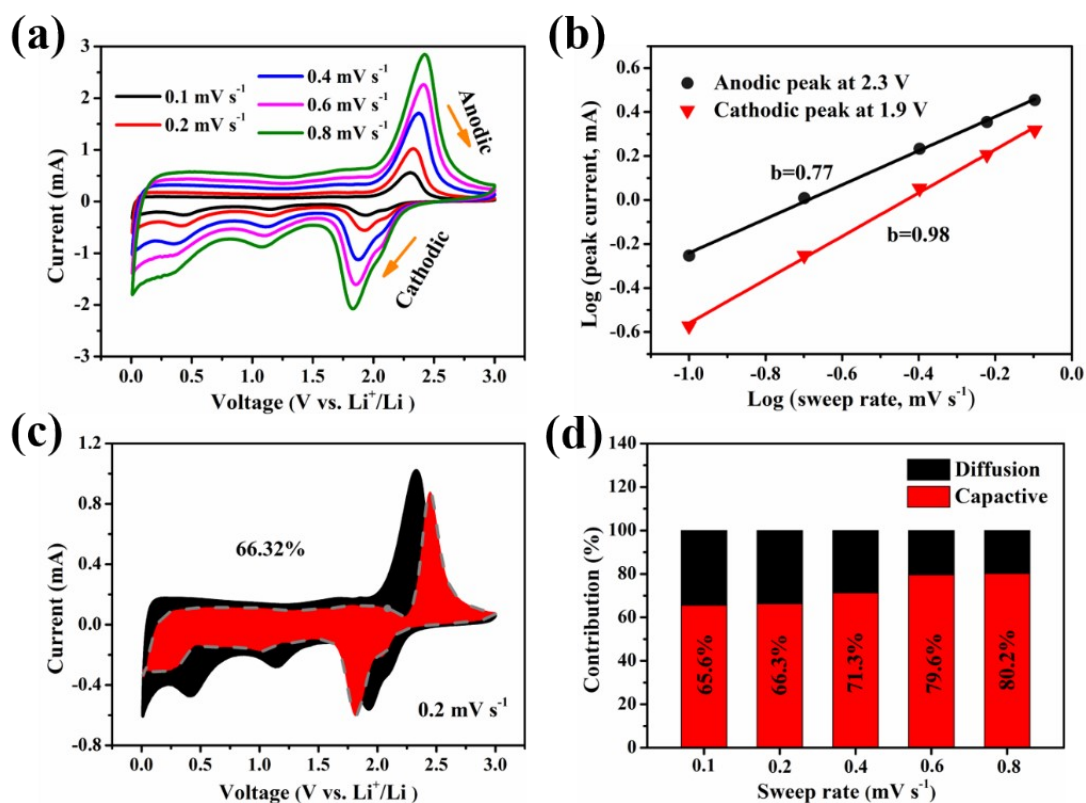 (a)
3
2
1
0
-1
-2
-3
Current (mA)
0.1 mV s⁻¹
0.2 mV s⁻¹
0.4 mV s⁻¹
0.6 mV s⁻¹
0.8 mV s⁻¹
Anodic
Cathodic
0.0 0.5 1.0 1.5 2.0 2.5 3.0
Voltage (V vs. Li⁺/Li)
(b)
0.6
0.4
0.2
0.0
-0.2
-0.4
-0.6
Log (peak current, mA)
Anodic peak at 2.3 V
Cathodic peak at 1.9 V
b=0.77
b=0.98
-1.0 -0.8 -0.6 -0.4 -0.2 0.0
Log (sweep rate, mV s⁻¹)
(c)
1.2
0.8
0.4
0.0
-0.4
-0.8
Current (mA)
66.32%
0.2 mV s⁻¹
0.0 0.5 1.0 1.5 2.0 2.5 3.0
Voltage (V vs. Li⁺/Li)
(d)
140
120
100
80
60
40
20
0
Contribution (%)
Diffusion
Capactive
65.6%
66.3%
71.3%
79.6%
80.2%
0.1 0.2 0.4 0.6 0.8
Sweep rate (mV s⁻¹)